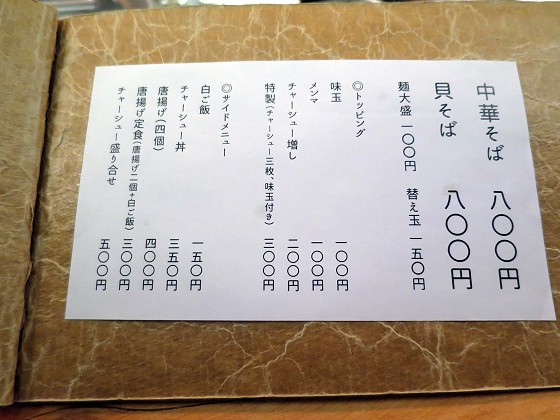 中華そば 八〇〇円
貝そば 八〇〇円
麺大盛 一〇〇円 替え玉 一五〇円
◎トッピング
味玉 一〇〇円
メンマ 一〇〇円
チャーシュー増し 二〇〇円
特製(チャーシュー三枚、味玉付き) 三〇〇円
◎サイドメニュー
白ご飯 一五〇円
チャーシュー丼 三五〇円
唐揚げ(四個) 四〇〇円
唐揚げ定食(唐揚げ二個+白ご飯) 三〇〇円
チャーシュー盛り合せ 五〇〇円